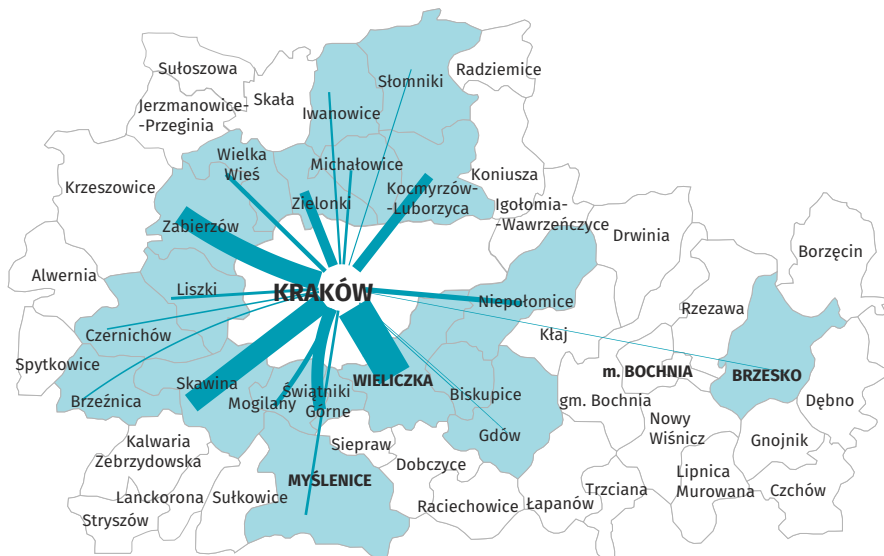 Sułoszowa
Słomniki
Radziemice
Skała
Jerzmanowice-
-Przeginia
Iwanowice
Wielka
Wieś
Michałowice
Krzeszowice
Kocmyrzów-
-Luborzyca
Koniusza
Zielonki
Igołomia-
-Wawrzeńczyce
Zabierzów
Drwinia
Borzęcin
Alwernia
Liszki
KRAKÓW
Niepołomice
Rzezawa
Czernichów
Kłaj
Spytkowice
m. BOCHNIA
BRZESKO
Skawina
WIELICZKA
Brzeźnica
Mogilany
Świątniki
Górne
Biskupice
gm. Bochnia
Dębno
Nowy
Wiśnicz
Gdów
Kalwaria
Zebrzydowska
Siepraw
Gnojnik
Dobczyce
MYŚLENICE
Lipnica
Murowana
Lanckorona
Sułkowice
Trzciana
Czchów
Stryszów
Raciechowice
Łapanów